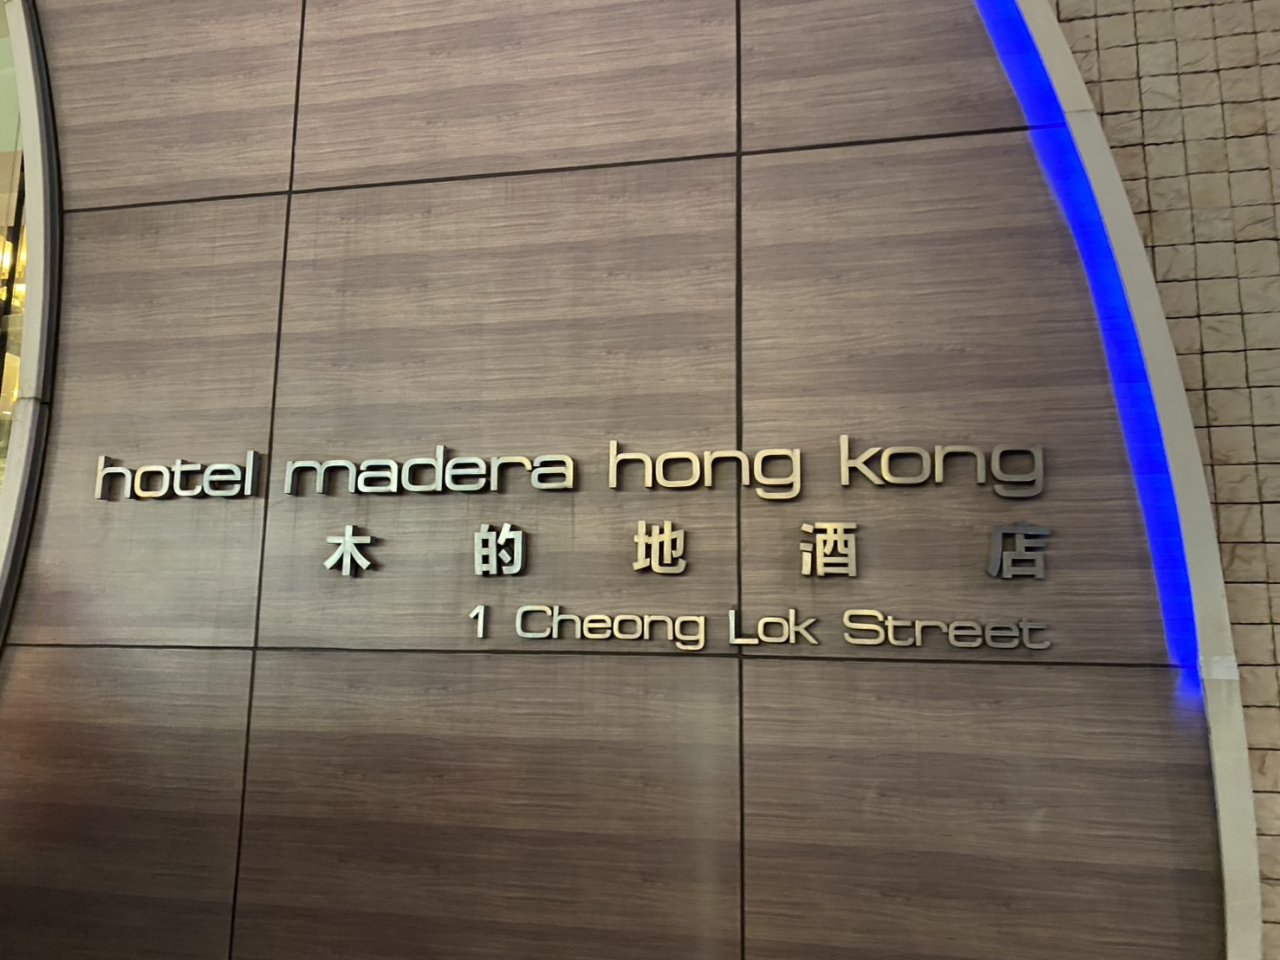 hotel madera hong kong
木的地酒店
1 Cheong Lok Street